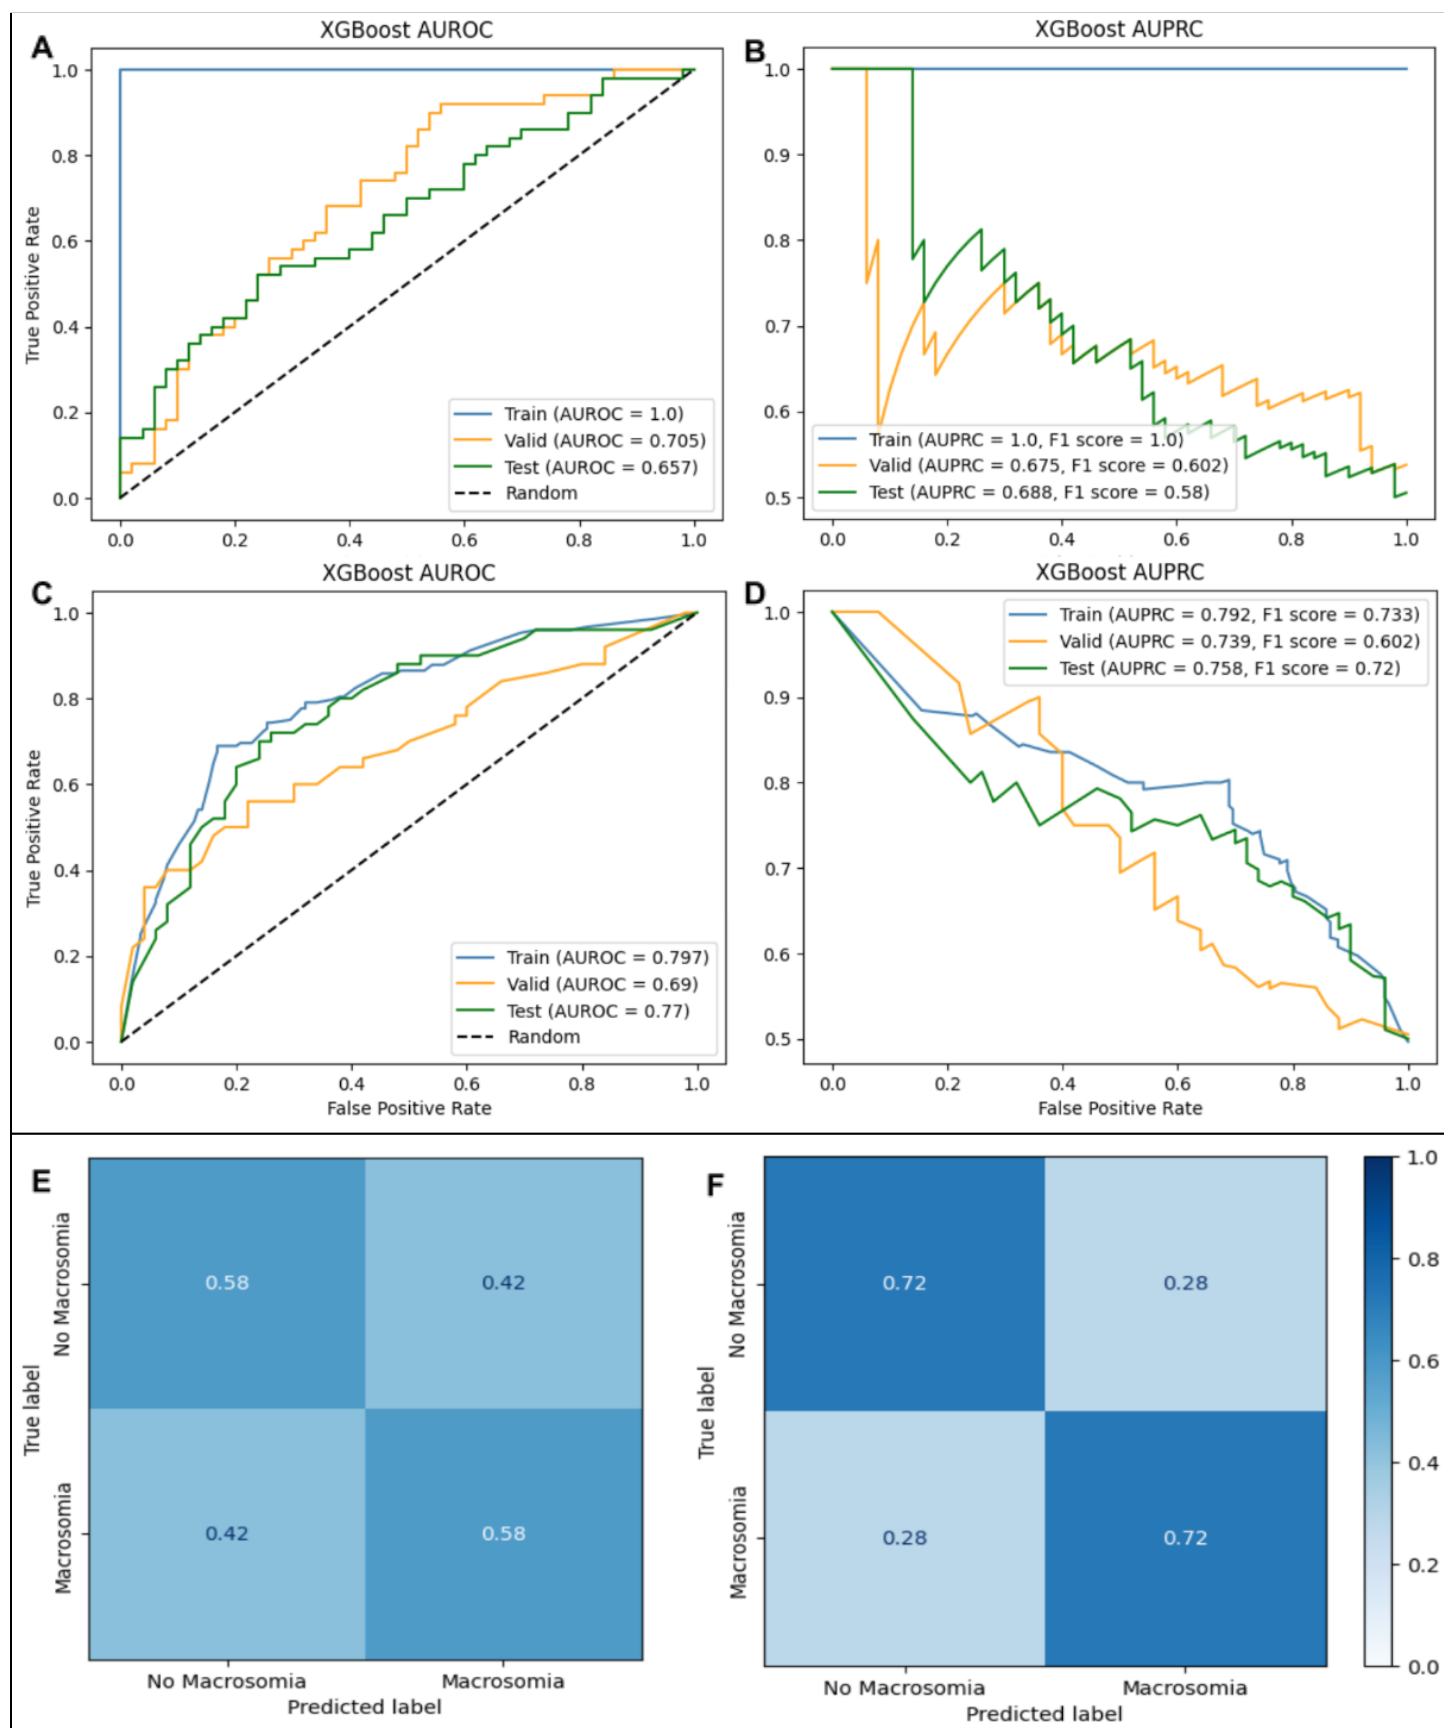 A
XGBoost AUROC
True Positive Rate
1.0
0.8
0.6
0.4
0.2
0.0
Train (AUROC = 1.0)
Valid (AUROC = 0.705)
Test (AUROC = 0.657)
Random
0.0 0.2 0.4 0.6 0.8 1.0
B
XGBoost AUPRC
1.0
0.9
0.8
0.7
0.6
0.5
Train (AUPRC = 1.0, F1 score = 1.0)
Valid (AUPRC = 0.675, F1 score = 0.602)
Test (AUPRC = 0.688, F1 score = 0.58)
0.0 0.2 0.4 0.6 0.8 1.0
C
XGBoost AUROC
True Positive Rate
1.0
0.8
0.6
0.4
0.2
0.0
Train (AUROC = 0.797)
Valid (AUROC = 0.69)
Test (AUROC = 0.77)
Random
0.0 0.2 0.4 0.6 0.8 1.0
False Positive Rate
D
XGBoost AUPRC
1.0
0.9
0.8
0.7
0.6
0.5
Train (AUPRC = 0.792, F1 score = 0.733)
Valid (AUPRC = 0.739, F1 score = 0.602)
Test (AUPRC = 0.758, F1 score = 0.72)
0.0 0.2 0.4 0.6 0.8 1.0
False Positive Rate
E
True label
No Macrosomia
Macrosomia
0.58 0.42
0.42 0.58
No Macrosomia Macrosomia
Predicted label
F
True label
No Macrosomia
Macrosomia
0.72 0.28
0.28 0.72
No Macrosomia Macrosomia
Predicted label
1.0
0.8
0.6
0.4
0.2
0.0